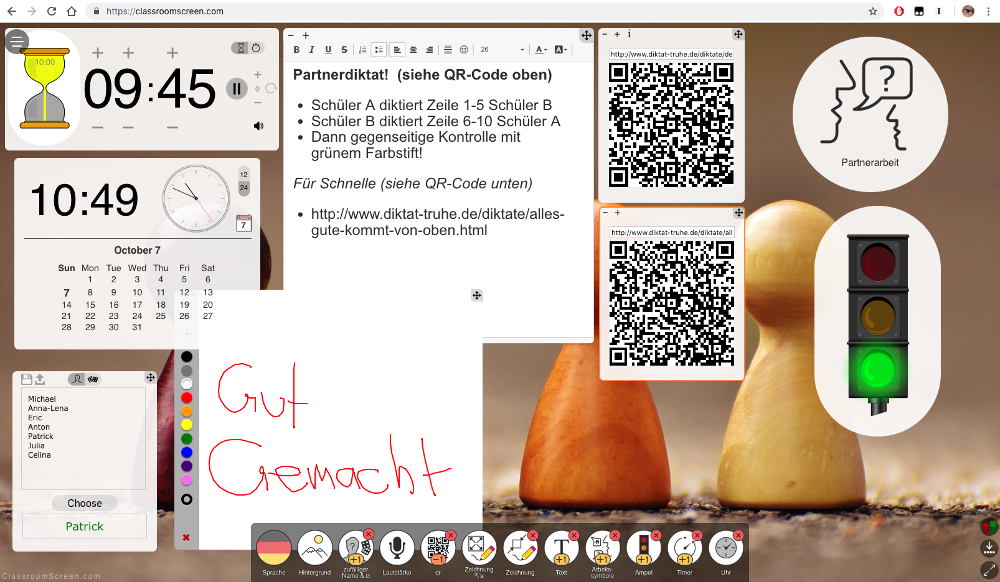 https://classroomscreen.com
10:00
09:45
0
B I U S
26
A A
Partnerdiktat! (siehe QR-Code oben)
Schüler A diktiert Zeile 1-5 Schüler B
Schüler B diktiert Zeile 6-10 Schüler A
Dann gegenseitige Kontrolle mit
grünem Farbstift!
Für Schnelle (siehe QR-Code unten)
http://www.diktat-truhe.de/diktate/alles-
gute-kommt-von-oben.html
i
http://www.diktat-truhe.de/diktate/de
http://www.diktat-truhe.de/diktate/all
?
Partnerarbeit
10:49
12
24
7
October 7
Sun Mon Tue Wed Thu Fri Sat
1 2 3 4 5 6
7 8 9 10 11 12 13
14 15 16 17 18 19 20
21 22 23 24 25 26 27
28 29 30 31
Michael
Anna-Lena
Eric
Anton
Patrick
Julia
Celina
Choose
Patrick
Gut
Gemacht
+1 −1 +1 +1 +1 +1
Sprache
Hintergrund
zufälliger
Name &
Lautstärke
qr
Zeichnung
Zeichnung
Text
Arbeits-
symbole
Ampel
Timer
Uhr
ClassroomScreen.com